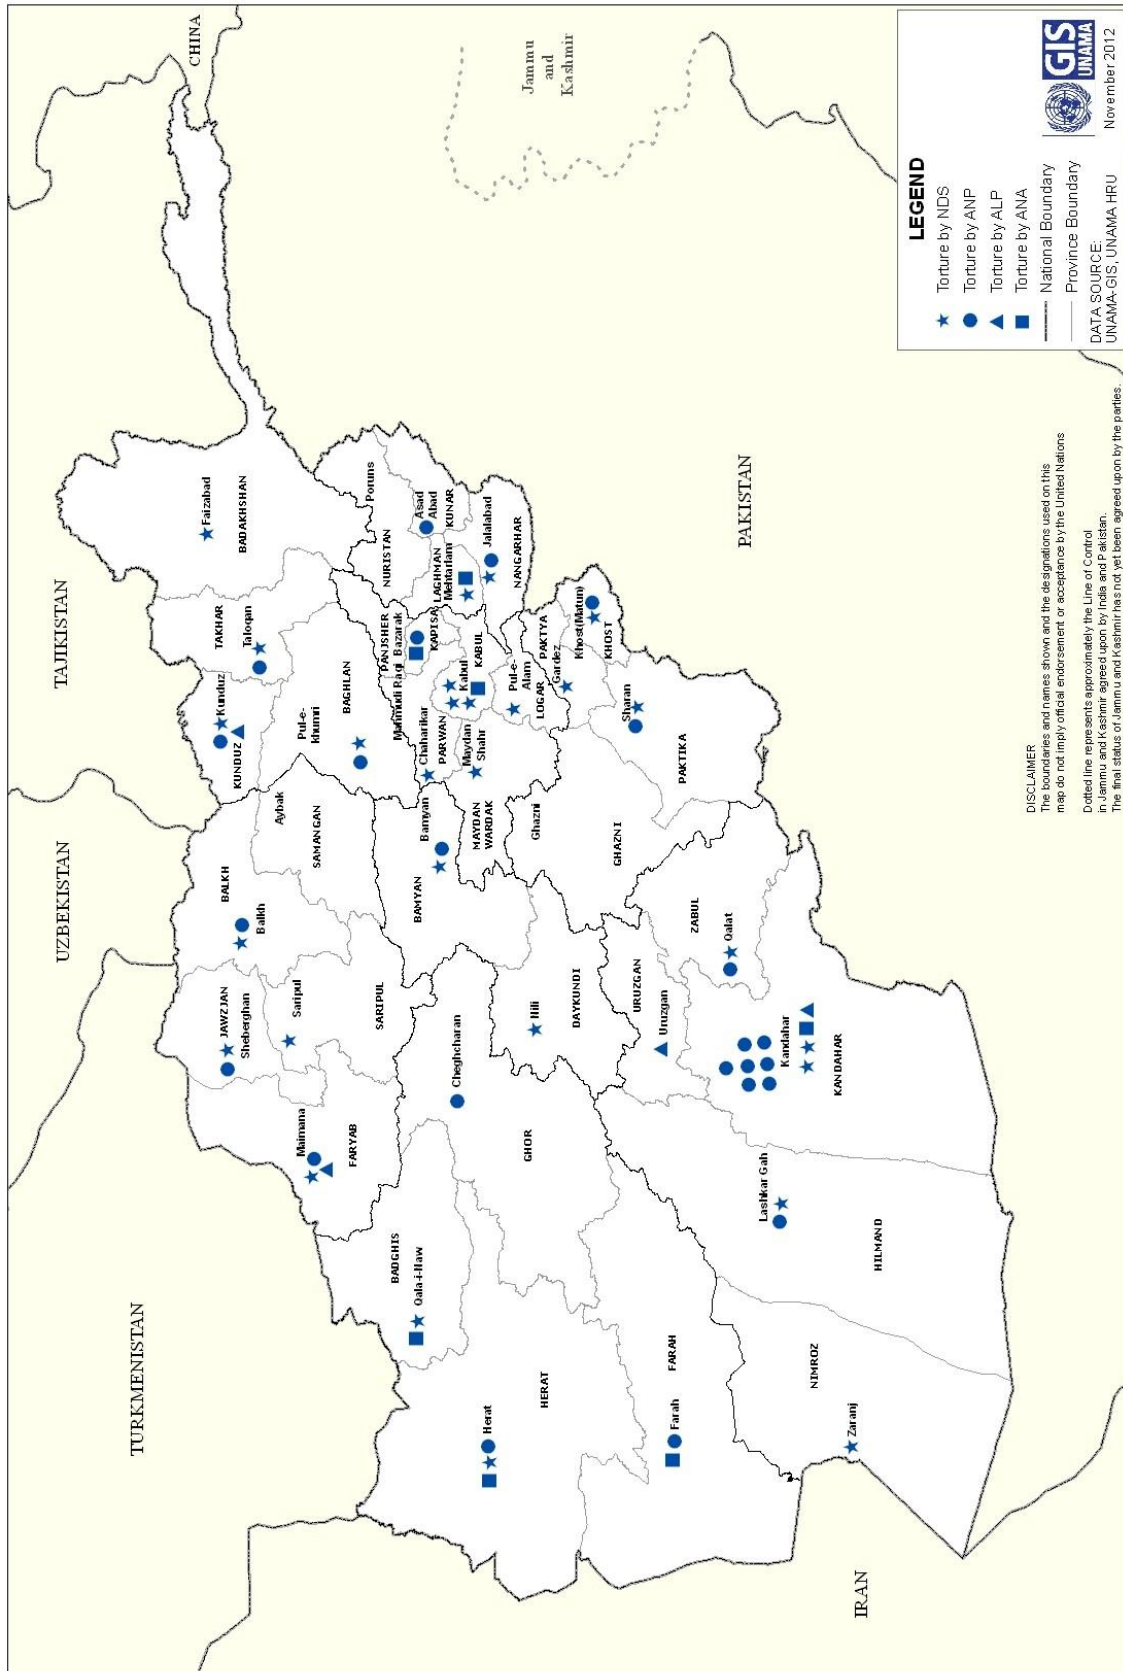 CHINA
TAJIKISTAN
UZBEKISTAN
TURKMENISTAN
Jammu
and
Kashmir
PAKISTAN
IRAN
Faizabad
BADAKHSHAN
TAKHAR
Taloqan
Kunduz
KUNDUZ
Pul-e-
khumri
BAGHLAN
BALKH
Balkh
Aybak
SAMANGAN
JAWZJAN
Sheberghan
Saripul
SARIPUL
Maimana
FARYAB
BADGHIS
Qala-i-Naw
HERAT
Herat
GHOR
Cheghcharan
BAMYAN
Bamyan
Nili
DAYKUNDI
PANJSHER
Bazarak
Mahmudi Raqi
KAPISA
Chaharikar
PARWAN
Maydan
Shahr
MAYDAN
WARDAK
Kabul
KABUL
Pul-e-
Alam
LOGAR
NURISTAN
Poruns
Asad
Abad
KUNAR
LAGHMAN
Mehtarlam
Jalalabad
NANGARHAR
PAKTYA
Gardez
Khost(Matun)
KHOST
Sharan
PAKTIKA
Ghazni
GHAZNI
ZABUL
Qalat
URUZGAN
Uruzgan
Kandahar
KANDAHAR
Lashkar Gah
HILMAND
FARAH
Farah
NIMROZ
Zaranj
DISCLAIMER
The boundaries and names shown and the designations used on this
map do not imply official endorsement or acceptance by the United Nations
Dotted line represents approximately the Line of Control
in Jammu and Kashmir agreed upon by India and Pakistan.
The final status of Jammu and Kashmir has not yet been agreed upon by the parties.
LEGEND
Torture by NDS
Torture by ANP
Torture by ALP
Torture by ANA
National Boundary
Province Boundary
DATA SOURCE:
UNAMA-GIS, UNAMA HRU
GIS
UNAMA
November 2012